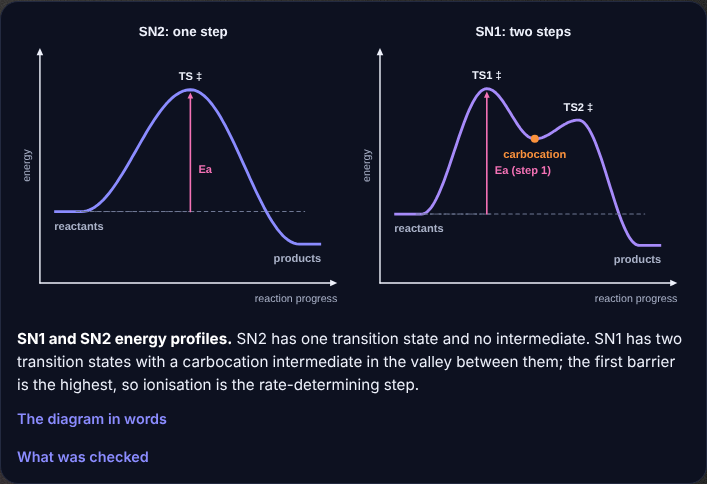 SN2: one step
TS ‡
Ea
energy
reactants
products
reaction progress
SN1: two steps
TS1 ‡
TS2 ‡
carbocation
Ea (step 1)
energy
reactants
products
reaction progress
SN1 and SN2 energy profiles. SN2 has one transition state and no intermediate. SN1 has two
transition states with a carbocation intermediate in the valley between them; the first barrier
is the highest, so ionisation is the rate-determining step.
The diagram in words
What was checked